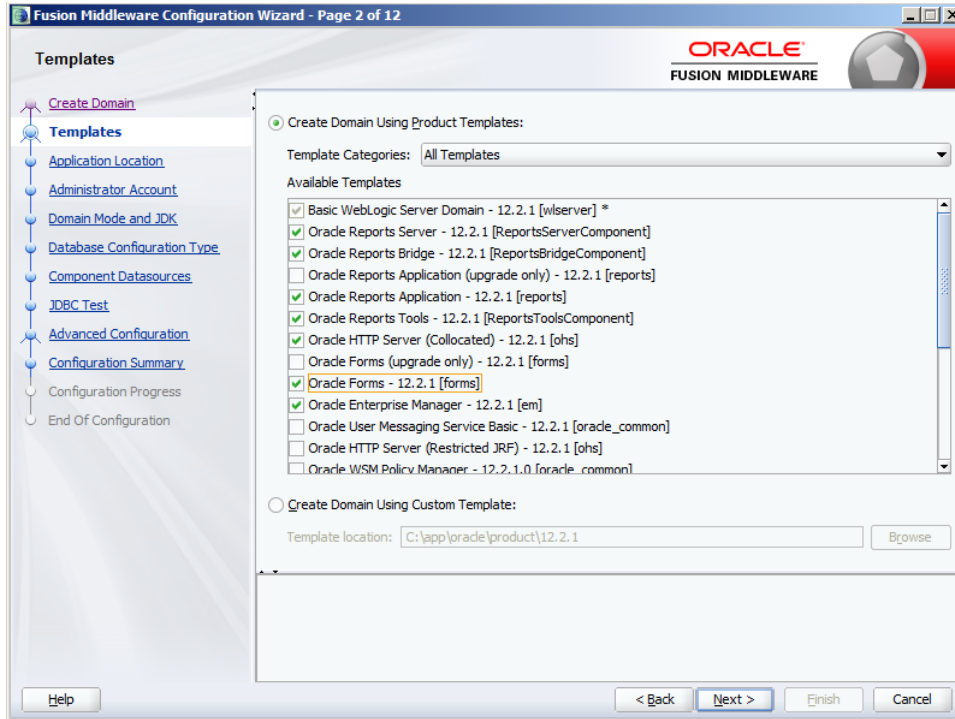 Fusion Middleware Configuration Wizard - Page 2 of 12
Templates
ORACLE
FUSION MIDDLEWARE
Create Domain
Templates
Application Location
Administrator Account
Domain Mode and JDK
Database Configuration Type
Component Datasources
JDBC Test
Advanced Configuration
Configuration Summary
Configuration Progress
End Of Configuration
Create Domain Using Product Templates:
Template Categories: All Templates
Available Templates
Basic WebLogic Server Domain - 12.2.1 [wlserver] *
Oracle Reports Server - 12.2.1 [ReportsServerComponent]
Oracle Reports Bridge - 12.2.1 [ReportsBridgeComponent]
Oracle Reports Application (upgrade only) - 12.2.1 [reports]
Oracle Reports Application - 12.2.1 [reports]
Oracle Reports Tools - 12.2.1 [ReportsToolsComponent]
Oracle HTTP Server (Collocated) - 12.2.1 [ohs]
Oracle Forms (upgrade only) - 12.2.1 [forms]
Oracle Forms - 12.2.1 [forms]
Oracle Enterprise Manager - 12.2.1 [em]
Oracle User Messaging Service Basic - 12.2.1 [oracle_common]
Oracle HTTP Server (Restricted JRF) - 12.2.1 [ohs]
Oracle WSM Policy Manager - 12.2.1.0 [oracle_common]
Create Domain Using Custom Template:
Template location: C:\app\oracle\product\12.2.1 Browse
Help < Back Next > Finish Cancel